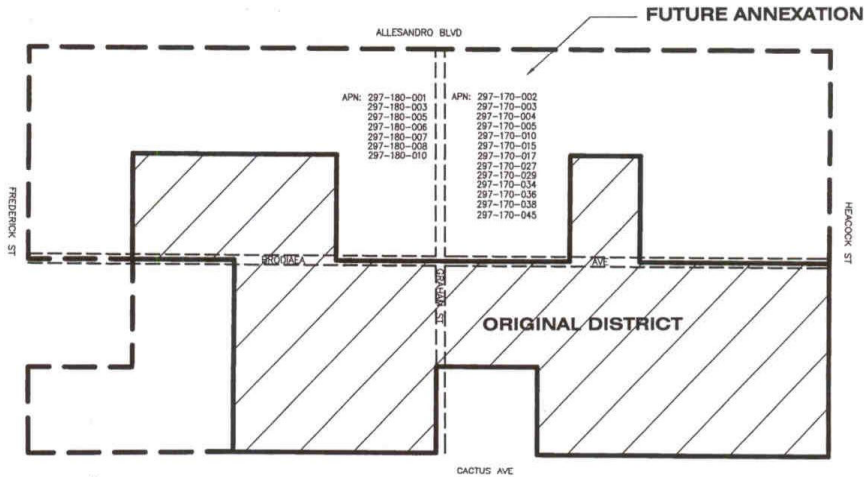 FUTURE ANNEXATION
ALLESANDRO BLVD
APN: 297-180-001
297-180-003
297-180-005
297-180-006
297-180-007
297-180-008
297-180-010
APN: 297-170-002
297-170-003
297-170-004
297-170-005
297-170-010
297-170-015
297-170-017
297-170-027
297-170-029
297-170-034
297-170-036
297-170-038
297-170-045
FREDERICK ST
HEACOCK ST
BRODIAEA AVE
GRAHAM ST
ORIGINAL DISTRICT
CACTUS AVE